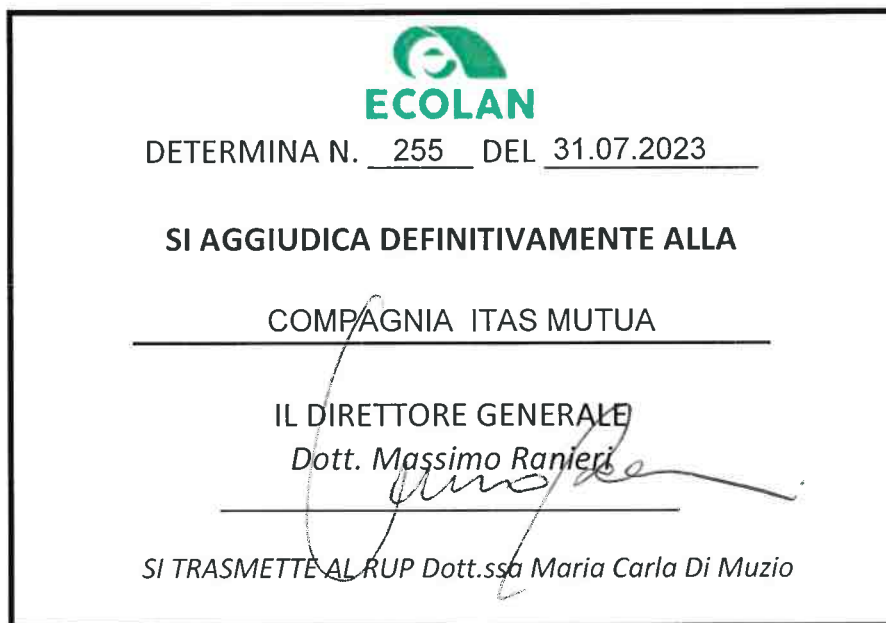 ECOLAN
DETERMINA N. 255 DEL 31.07.2023
SI AGGIUDICA DEFINITIVAMENTE ALLA
COMPAGNIA ITAS MUTUA
IL DIRETTORE GENERALE
Dott. Massimo Ranieri
SI TRASMETTE AL RUP Dott.ssa Maria Carla Di Muzio